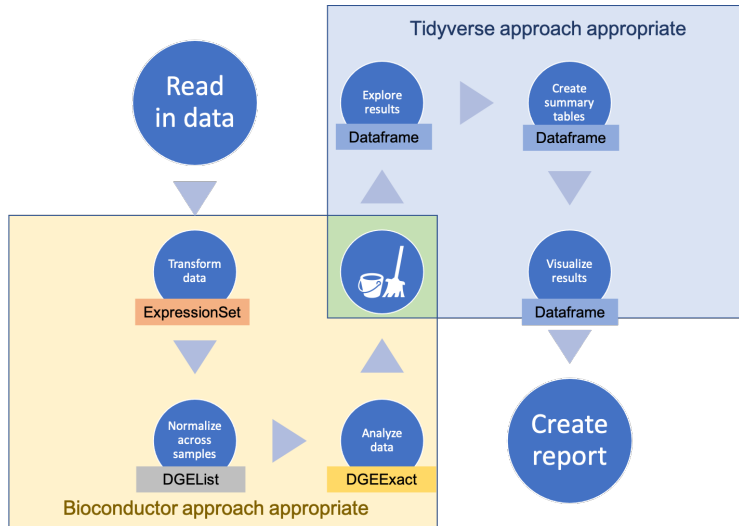 Tidyverse approach appropriate
Read
in data
Explore
results
Dataframe
Create
summary
tables
Dataframe
Transform
data
ExpressionSet
Visualize
results
Dataframe
Normalize
across
samples
DGEList
Analyze
data
DGEExact
Create
report
Bioconductor approach appropriate